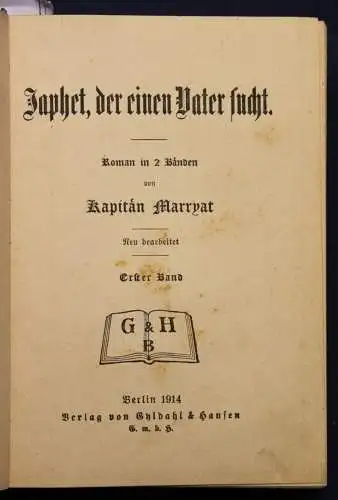 Japhet, der einen Vater sucht.
Roman in 2 Bänden
von
Kapitän Marryat
Neu bearbeitet
Erster Band
G & H
B
Berlin 1914
Verlag von Gyldahl & Hansen
G. m. b. H.